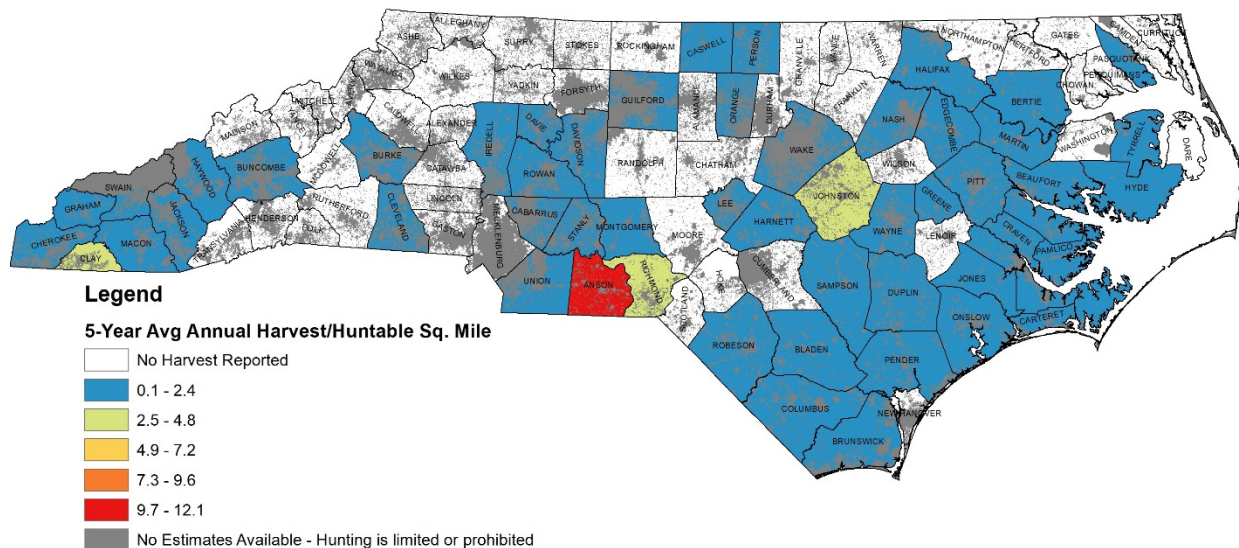 ALLEGHANY
ASHE
SURRY
STOKES
ROCKINGHAM
CASWELL
PERSON
GRANVILLE
VANCE
WARREN
NORTHAMPTON
HERTFORD
GATES
CAMDEN
CURRITUCK
PASQUOTANK
PERQUIMANS
CHOWAN
WATAUGA
WILKES
YADKIN
FORSYTH
GUILFORD
ALAMANCE
ORANGE
DURHAM
FRANKLIN
HALIFAX
BERTIE
MITCHELL
AVERY
CALDWELL
ALEXANDER
IREDELL
DAVIE
DAVIDSON
NASH
EDGECOMBE
MARTIN
WASHINGTON
TYRRELL
DARE
MADISON
YANCEY
MCDOWELL
BURKE
CATAWBA
ROWAN
RANDOLPH
CHATHAM
WAKE
WILSON
SWAIN
HAYWOOD
BUNCOMBE
JOHNSTON
PITT
BEAUFORT
HYDE
GRAHAM
JACKSON
RUTHERFORD
LINCOLN
CABARRUS
STANLY
MONTGOMERY
LEE
HARNETT
GREENE
WAYNE
CRAVEN
PAMLICO
CHEROKEE
MACON
TRANSYLVANIA
HENDERSON
POLK
CLEVELAND
GASTON
MECKLENBURG
MOORE
LENOIR
CLAY
UNION
ANSON
RICHMOND
HOKE
CUMBERLAND
SAMPSON
DUPLIN
JONES
CARTERET
SCOTLAND
ONSLOW
ROBESON
BLADEN
PENDER
COLUMBUS
NEW HANOVER
BRUNSWICK
Legend
5-Year Avg Annual Harvest/Huntable Sq. Mile
No Harvest Reported
0.1 - 2.4
2.5 - 4.8
4.9 - 7.2
7.3 - 9.6
9.7 - 12.1
No Estimates Available - Hunting is limited or prohibited